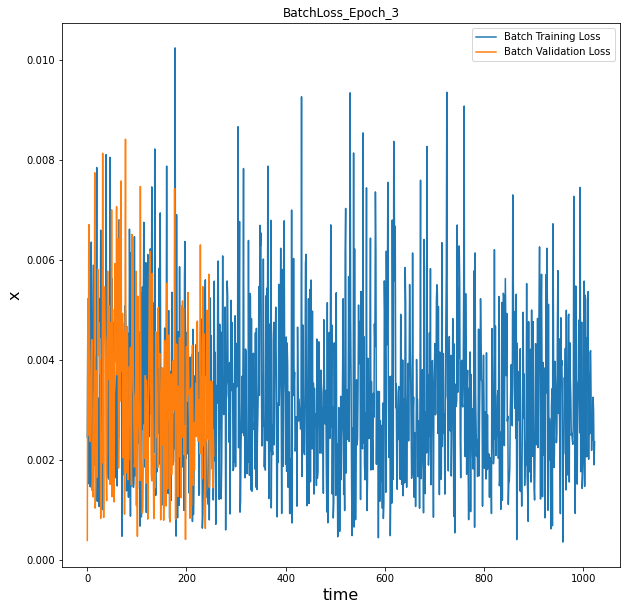 BatchLoss_Epoch_3
Batch Training Loss
Batch Validation Loss
0.010
0.008
0.006
0.004
0.002
0.000
x
0
200
400
600
800
1000
time